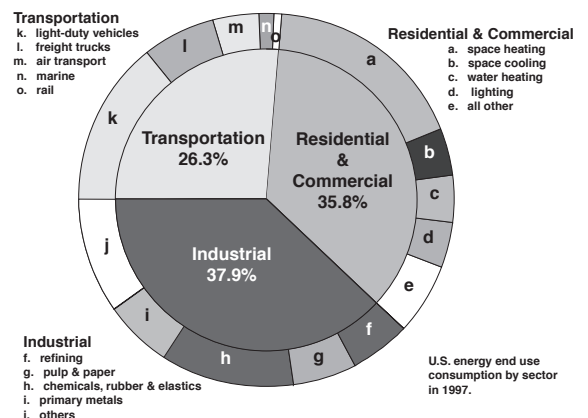 Transportation
k. light-duty vehicles
l. freight trucks
m. air transport
n. marine
o. rail
Residential & Commercial
a. space heating
b. space cooling
c. water heating
d. lighting
e. all other
m
n
o
l
a
k
Transportation
26.3%
Residential
&
Commercial
35.8%
b
c
d
e
j
Industrial
37.9%
i
h
g
f
Industrial
f. refining
g. pulp & paper
h. chemicals, rubber & elastics
i. primary metals
j. others
U.S. energy end use
consumption by sector
in 1997.